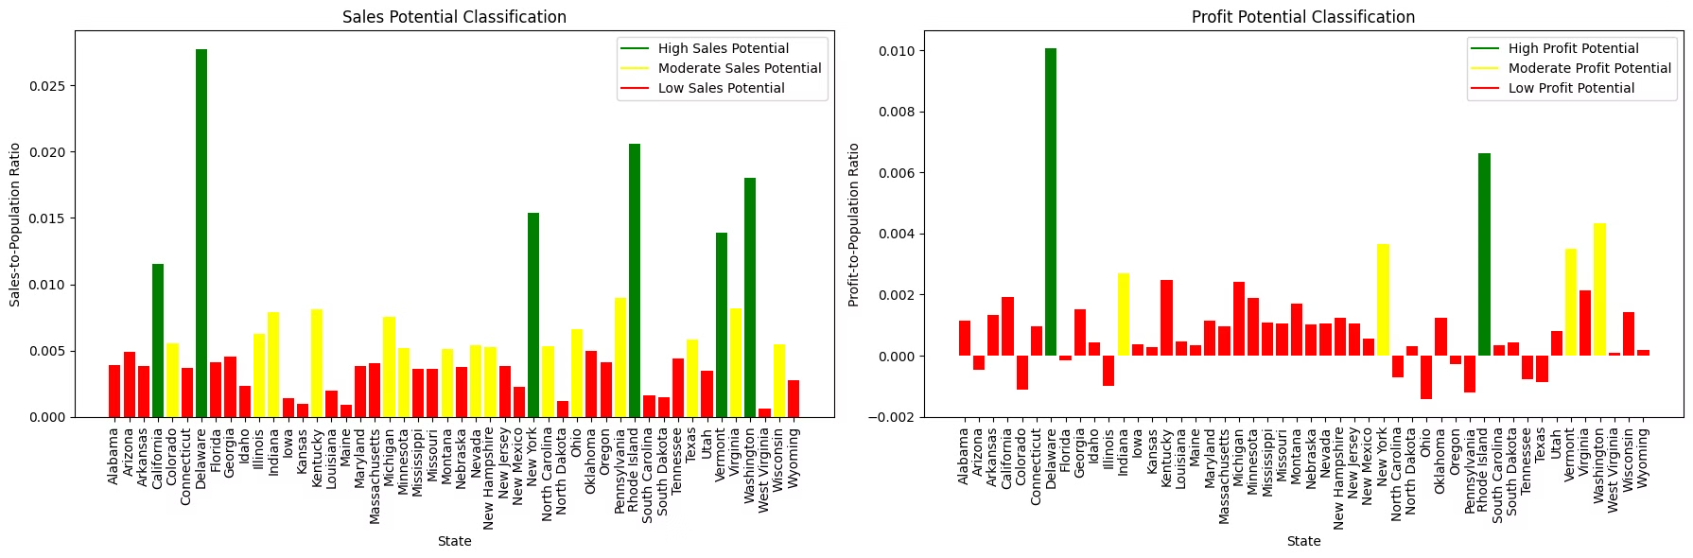 Sales Potential Classification
High Sales Potential
Moderate Sales Potential
Low Sales Potential
Sales-to-Population Ratio
0.025
0.020
0.015
0.010
0.005
0.000
Alabama
Arizona
Arkansas
California
Colorado
Connecticut
Delaware
Florida
Georgia
Idaho
Illinois
Indiana
Iowa
Kansas
Kentucky
Louisiana
Maine
Maryland
Massachusetts
Michigan
Minnesota
Mississippi
Missouri
Montana
Nebraska
Nevada
New Hampshire
New Jersey
New Mexico
New York
North Carolina
North Dakota
Ohio
Oklahoma
Oregon
Pennsylvania
Rhode Island
South Carolina
South Dakota
Tennessee
Texas
Utah
Vermont
Virginia
Washington
West Virginia
Wisconsin
Wyoming
State
Profit Potential Classification
High Profit Potential
Moderate Profit Potential
Low Profit Potential
Profit-to-Population Ratio
0.010
0.008
0.006
0.004
0.002
0.000
−0.002
Alabama
Arizona
Arkansas
California
Colorado
Connecticut
Delaware
Florida
Georgia
Idaho
Illinois
Indiana
Iowa
Kansas
Kentucky
Louisiana
Maine
Maryland
Massachusetts
Michigan
Minnesota
Mississippi
Missouri
Montana
Nebraska
Nevada
New Hampshire
New Jersey
New Mexico
New York
North Carolina
North Dakota
Ohio
Oklahoma
Oregon
Pennsylvania
Rhode Island
South Carolina
South Dakota
Tennessee
Texas
Utah
Vermont
Virginia
Washington
West Virginia
Wisconsin
Wyoming
State